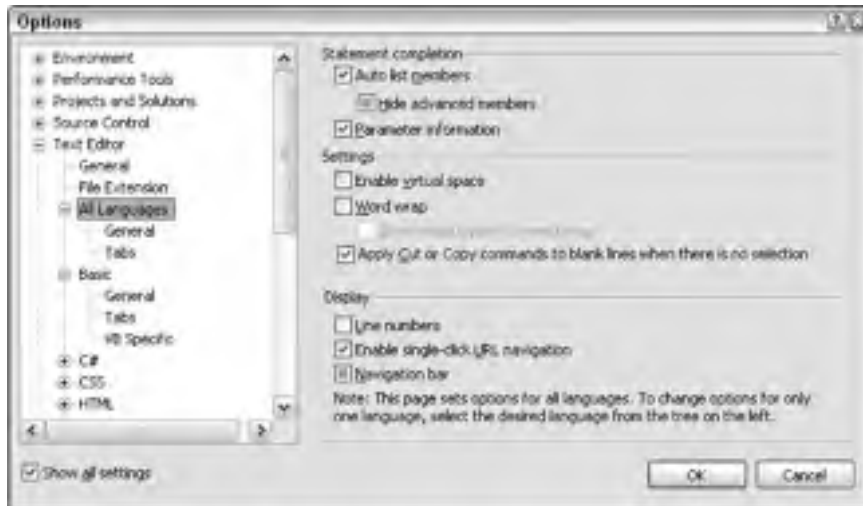 Options
Environment
Performance Tools
Projects and Solutions
Source Control
Text Editor
General
File Extension
All Languages
General
Tabs
Basic
General
Tabs
VB Specific
C#
CSS
HTML
Show all settings
Statement completion
Auto list members
Hide advanced members
Parameter information
Settings
Enable virtual space
Word wrap
Apply Cut or Copy commands to blank lines when there is no selection
Display
Line numbers
Enable single-click URL navigation
Navigation bar
Note: This page sets options for all languages. To change options for only
one language, select the desired language from the tree on the left.
OK
Cancel